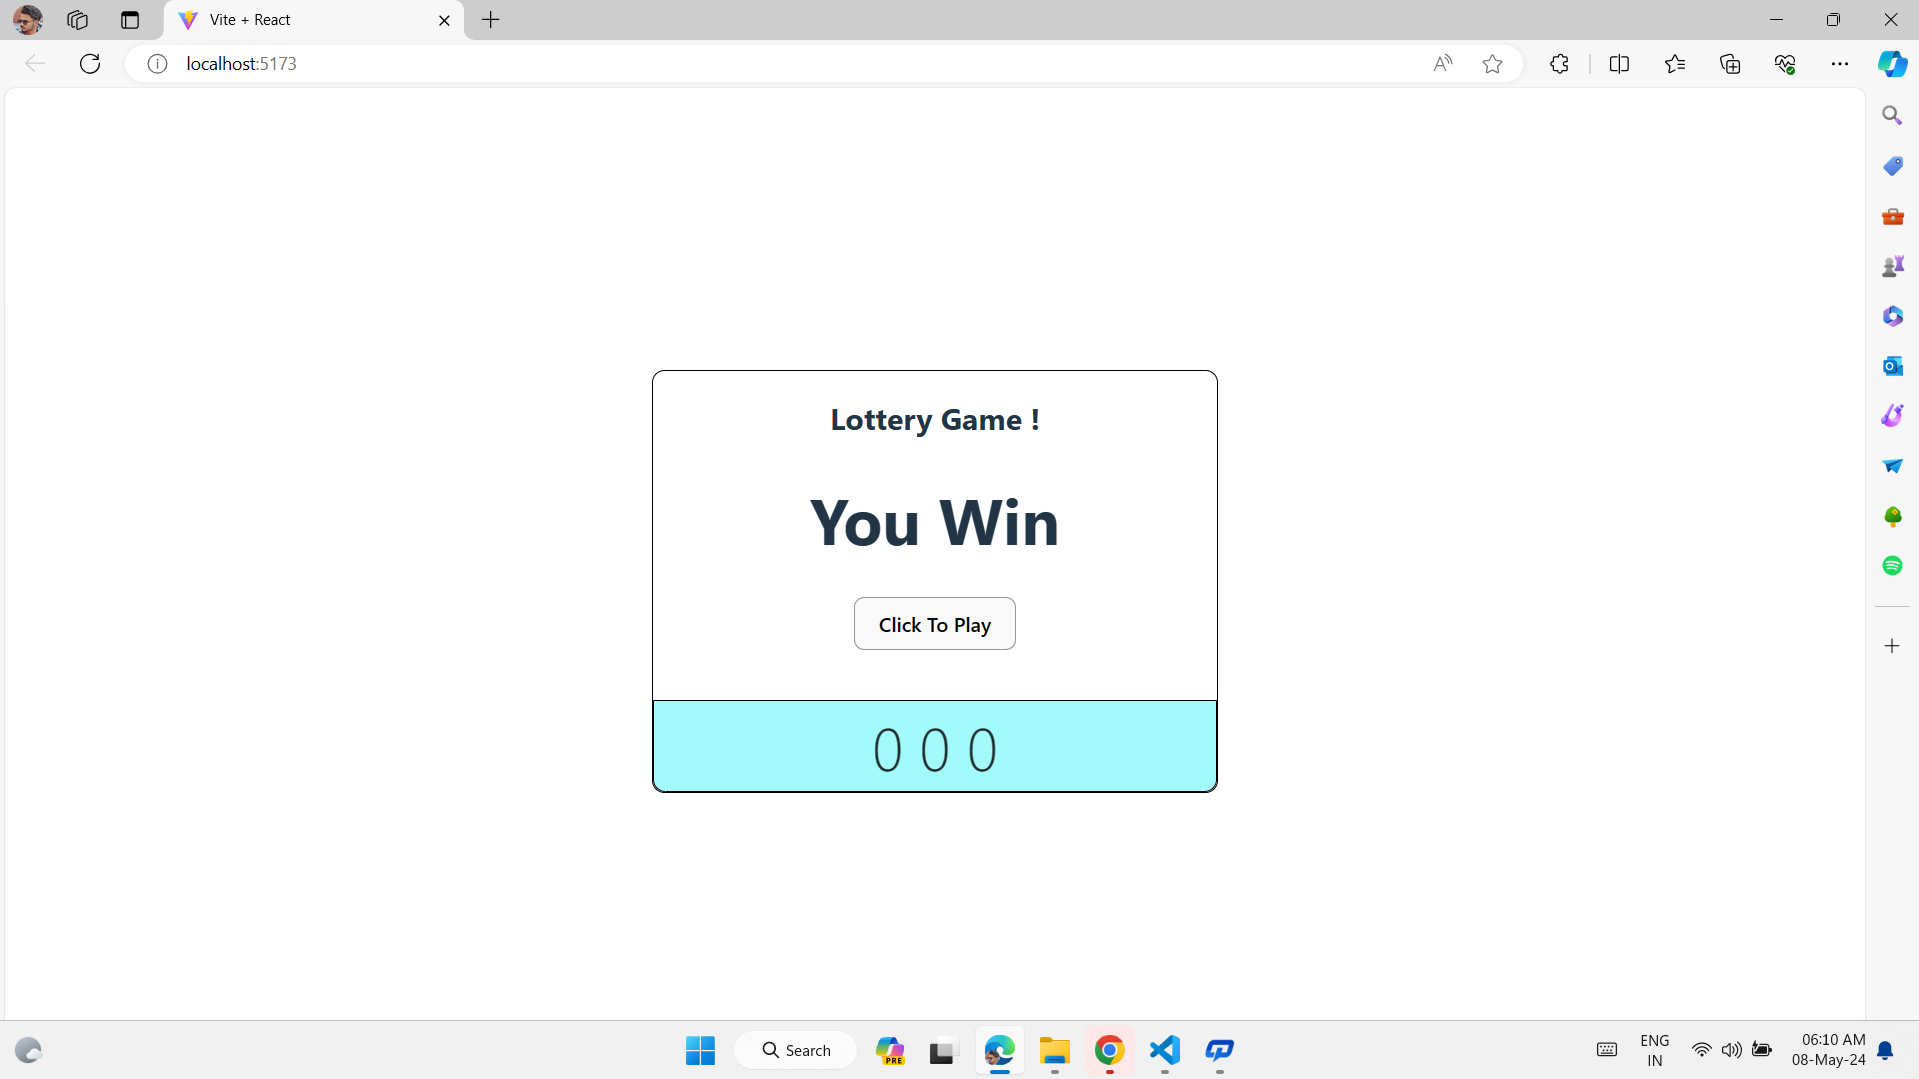 Vite + React
localhost:5173
Lottery Game !
You Win
Click To Play
0 0 0
Search
PRE
ENG
IN
06:10 AM
08-May-24